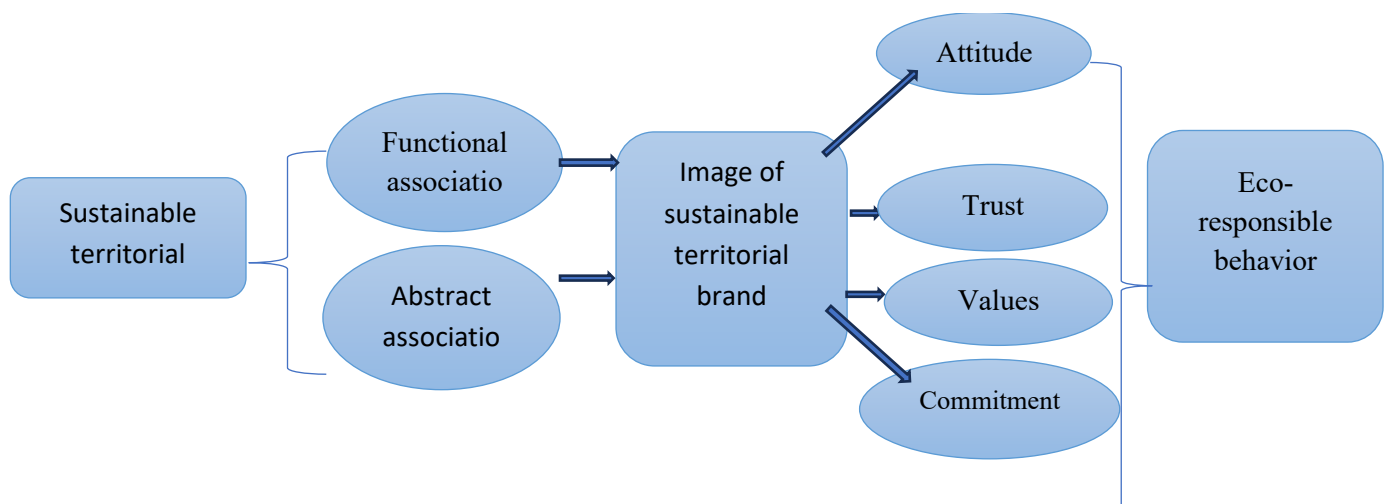 Sustainable
territorial
Functional
associatio
Abstract
associatio
Image of
sustainable
territorial
brand
Attitude
Trust
Values
Commitment
Eco-
responsible
behavior